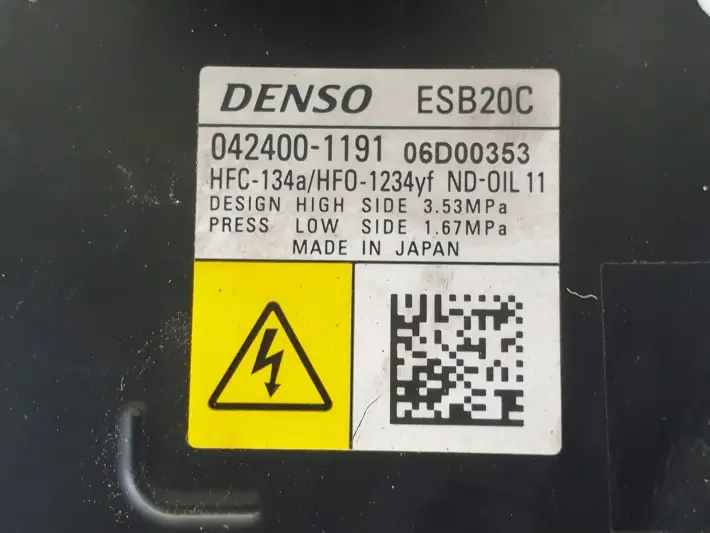 DENSO ESB20C
042400-1191 06D00353
HFC-134a/HFO-1234yf ND-OIL 11
DESIGN HIGH SIDE 3.53MPa
PRESS LOW SIDE 1.67MPa
MADE IN JAPAN